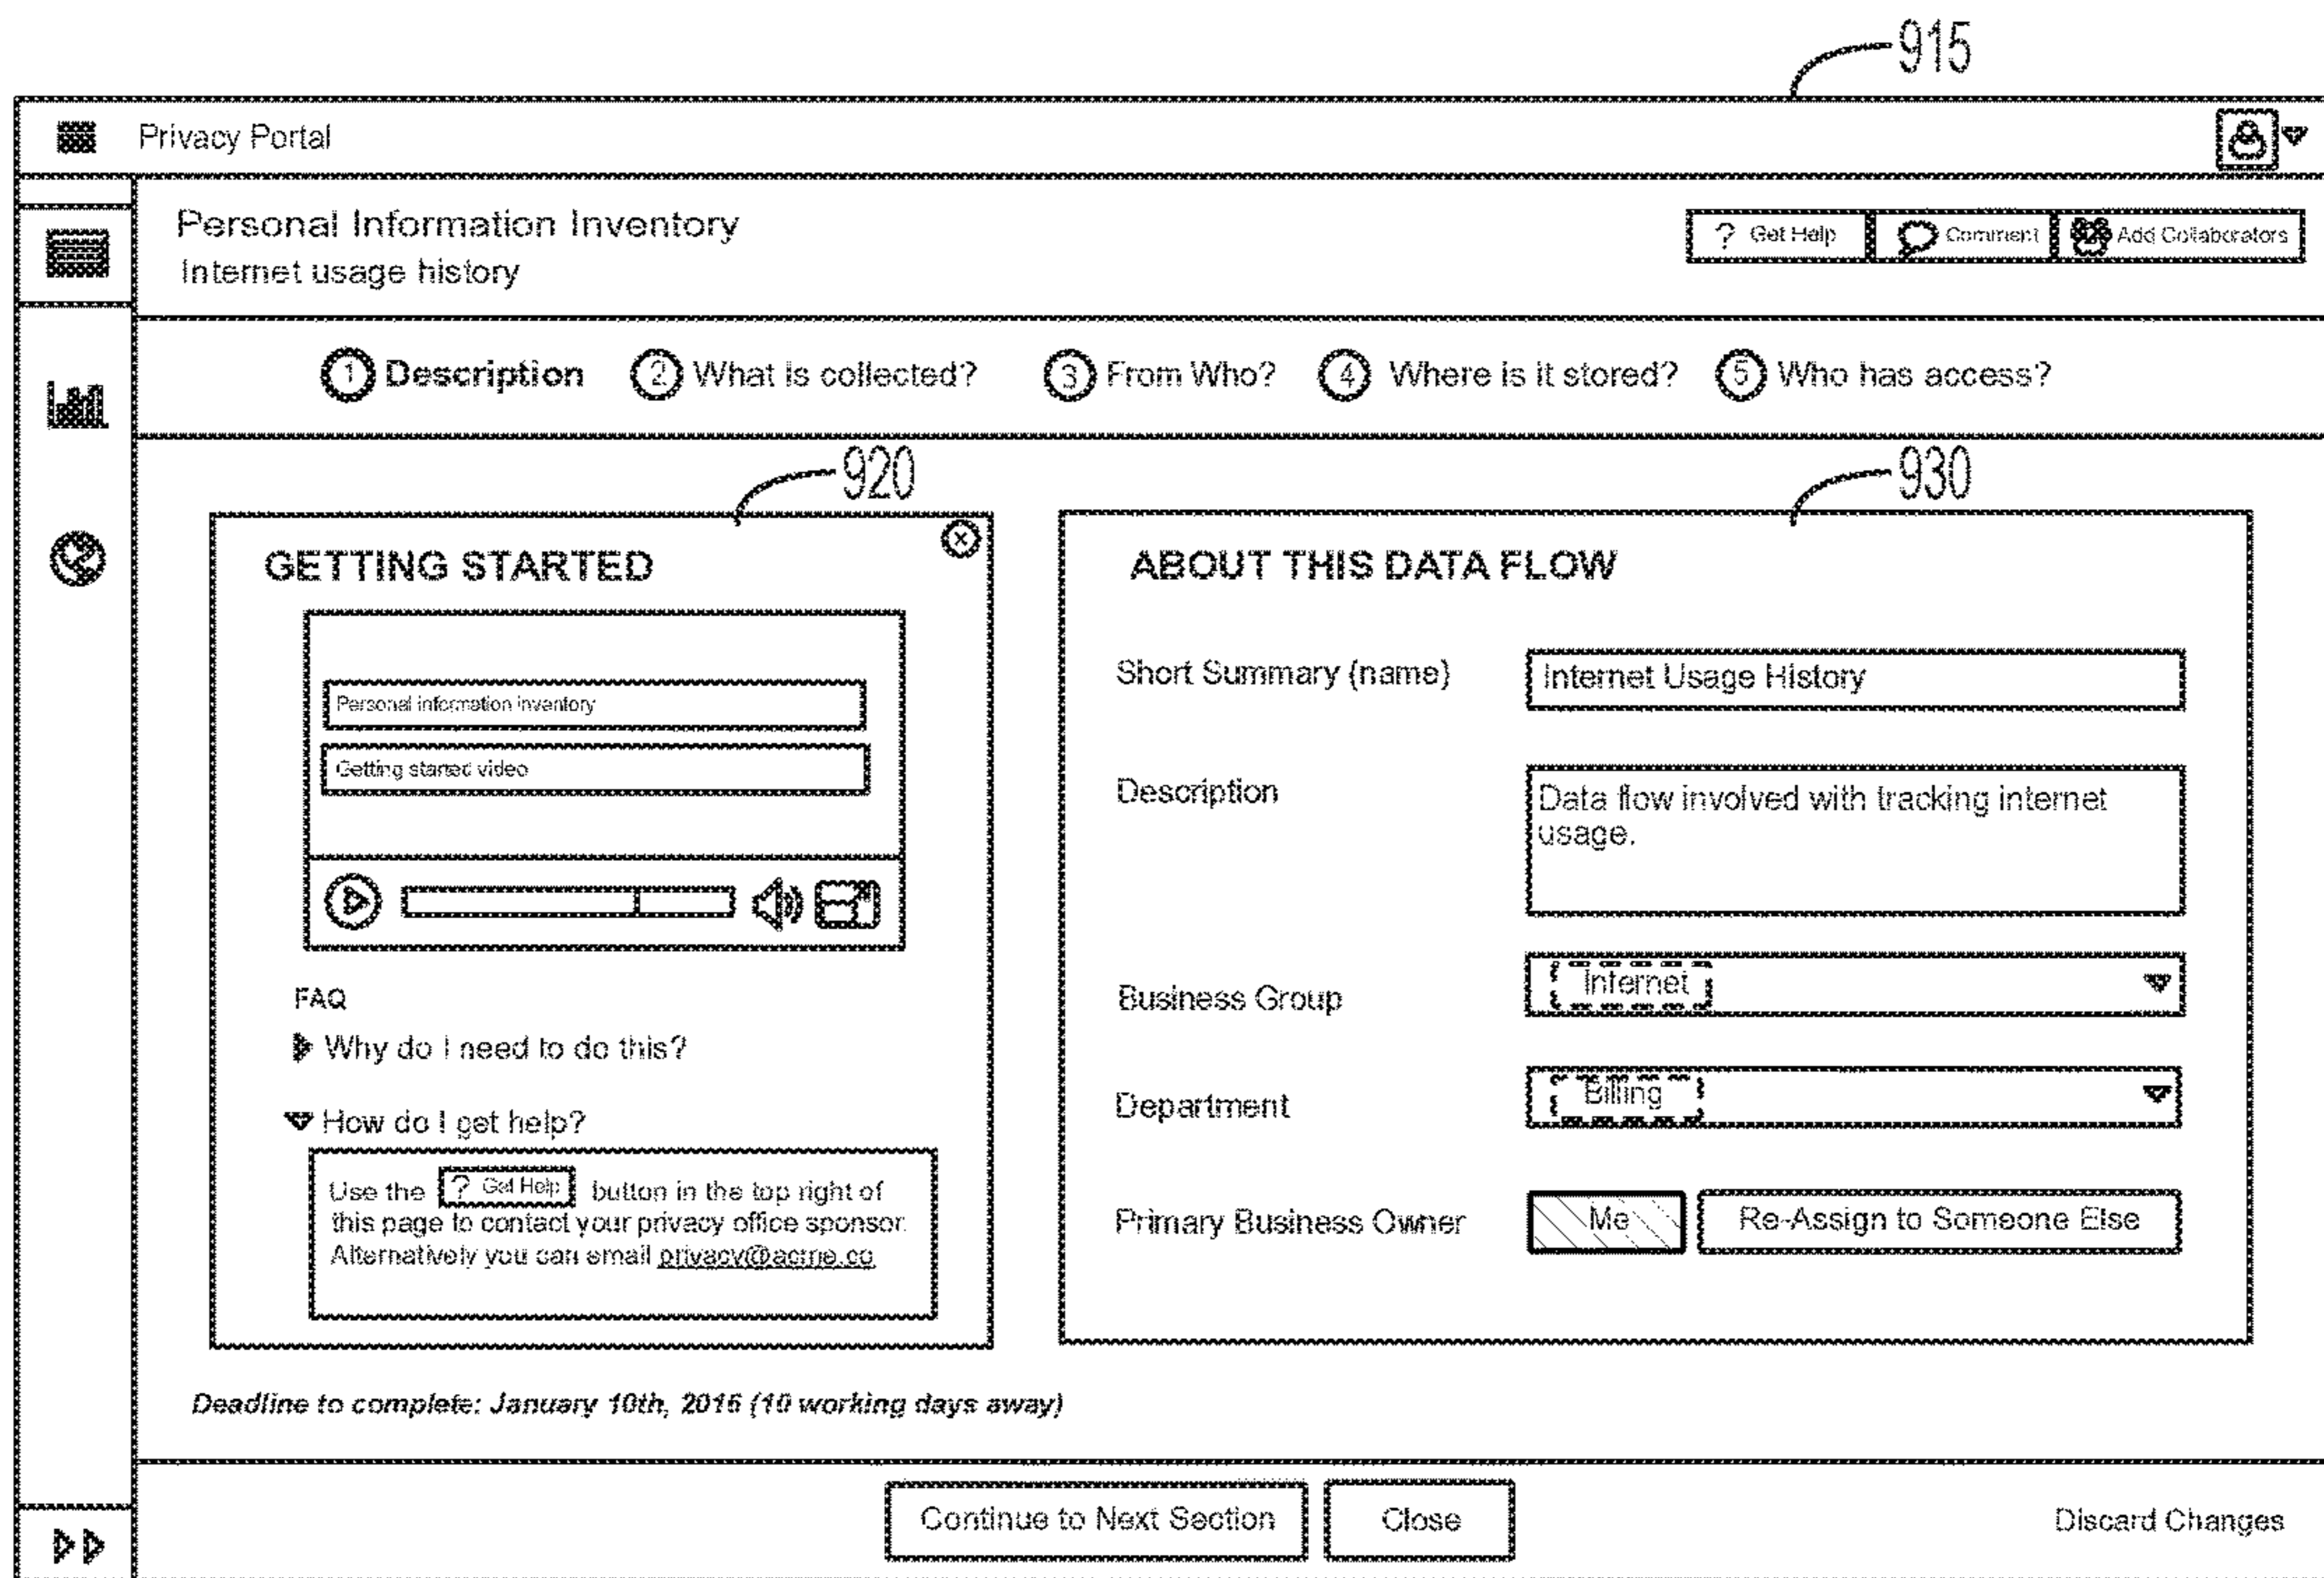 915
Privacy Portal
Personal Information Inventory
Internet usage history
? Get Help
Comment
Add Collaborators
1 Description
2 What is collected?
3 From Who?
4 Where is it stored?
5 Who has access?
920
930
GETTING STARTED
Personal information inventory
Getting started video
FAQ
Why do I need to do this?
How do I get help?
Use the ? Get Help button in the top right of
this page to contact your privacy office sponsor.
Alternatively you can email privacy@acme.co
ABOUT THIS DATA FLOW
Short Summary (name)
Internet Usage History
Description
Data flow involved with tracking internet
usage.
Business Group
Internet
Department
Billing
Primary Business Owner
Me
Re-Assign to Someone Else
Deadline to complete: January 10th, 2016 (10 working days away)
Continue to Next Section
Close
Discard Changes